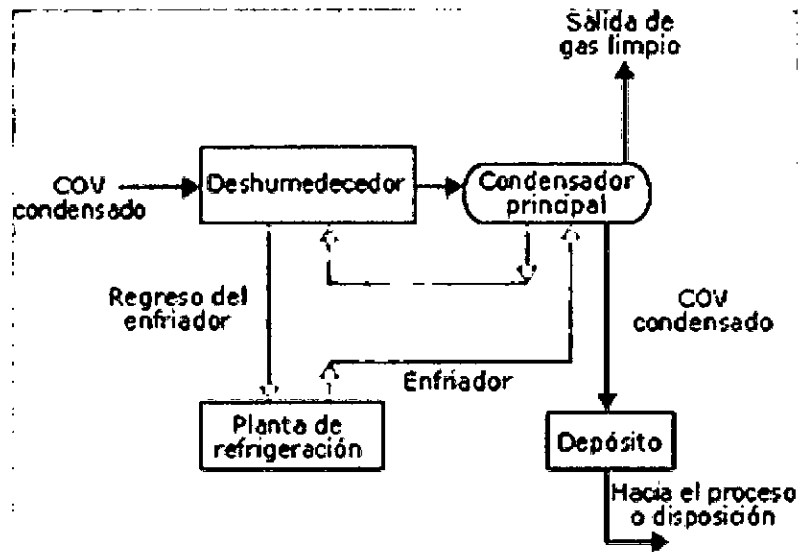 Salida de
gas limpio
COV
condensado
Deshumedecedor
Condensador
principal
Regreso del
enfriador
COV
condensado
Enfriador
Planta de
refrigeración
Depósito
Hacia el proceso
o disposición